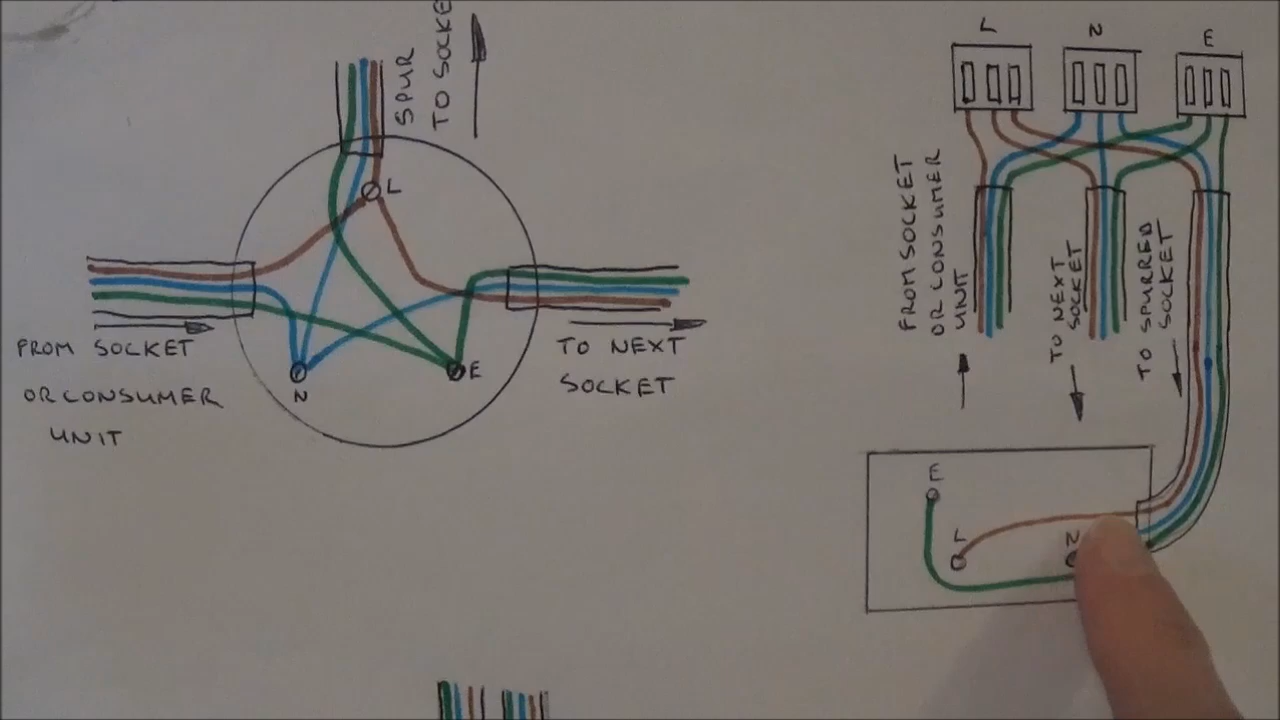 SPUR
TO SOCKE
L
N
E
FROM SOCKET
OR CONSUMER
UNIT
TO NEXT
SOCKET
L
N
E
FROM SOCKET
OR CONSUMER
UNIT
TO NEXT
SOCKET
TO SPURRED
SOCKET
E
L
N